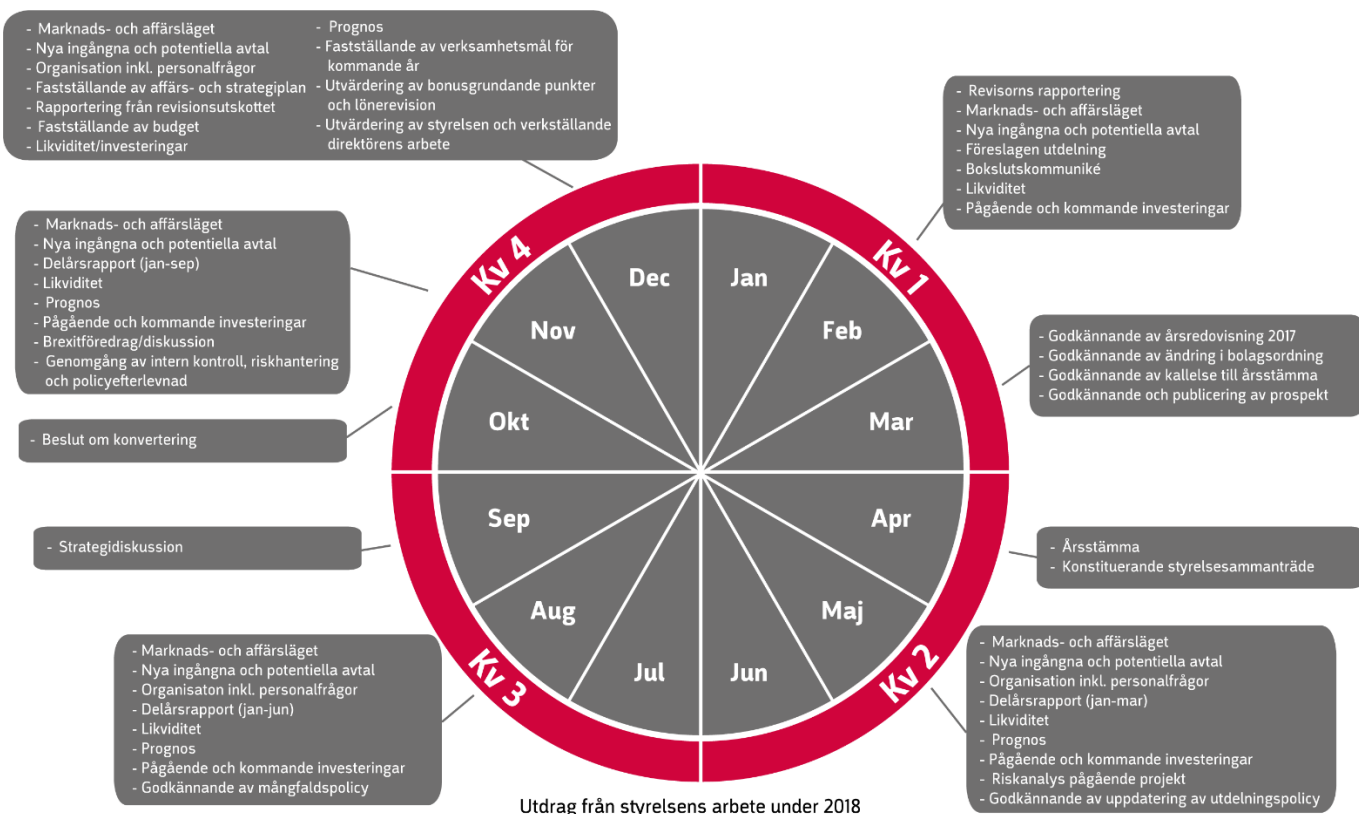 - Marknads- och affärsläget
- Nya ingångna och potentiella avtal
- Organisation inkl. personalfrågor
- Fastställande av affärs- och strategiplan
- Rapportering från revisionsutskottet
- Fastställande av budget
- Likviditet/investeringar
- Prognos
- Fastställande av verksamhetsmål för
kommande år
- Utvärdering av bonusgrundande punkter
och lönerevision
- Utvärdering av styrelsen och verkställande
direktörens arbete
- Revisorns rapportering
- Marknads- och affärsläget
- Nya ingångna och potentiella avtal
- Föreslagen utdelning
- Bokslutskommuniké
- Likviditet
- Pågående och kommande investeringar
- Marknads- och affärsläget
- Nya ingångna och potentiella avtal
- Delårsrapport (jan-sep)
- Likviditet
- Prognos
- Pågående och kommande investeringar
- Brexitföredrag/diskussion
- Genomgång av intern kontroll, riskhantering
och policyefterlevnad
- Godkännande av årsredovisning 2017
- Godkännande av ändring i bolagsordning
- Godkännande av kallelse till årsstämma
- Godkännande och publicering av prospekt
- Beslut om konvertering
- Strategidiskussion
- Årsstämma
- Konstituerande styrelsesammanträde
- Marknads- och affärsläget
- Nya ingångna och potentiella avtal
- Organisaton inkl. personalfrågor
- Delårsrapport (jan-jun)
- Likviditet
- Prognos
- Pågående och kommande investeringar
- Godkännande av mångfaldspolicy
- Marknads- och affärsläget
- Nya ingångna och potentiella avtal
- Organisation inkl. personalfrågor
- Delårsrapport (jan-mar)
- Likviditet
- Prognos
- Pågående och kommande investeringar
- Riskanalys pågående projekt
- Godkännande av uppdatering av utdelningspolicy
Kv 1
Kv 2
Kv 3
Kv 4
Jan
Feb
Mar
Apr
Maj
Jun
Jul
Aug
Sep
Okt
Nov
Dec
Utdrag från styrelsens arbete under 2018